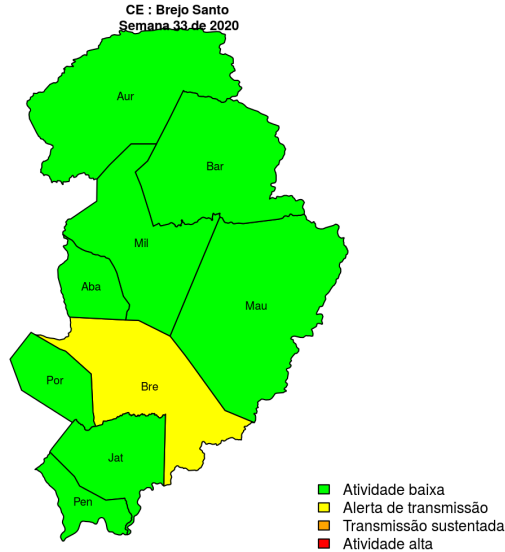 CE : Brejo Santo
Semana 33 de 2020
Aur
Bar
Mil
Aba
Mau
Por
Bre
Jat
Pen
Atividade baixa
Alerta de transmissão
Transmissão sustentada
Atividade alta